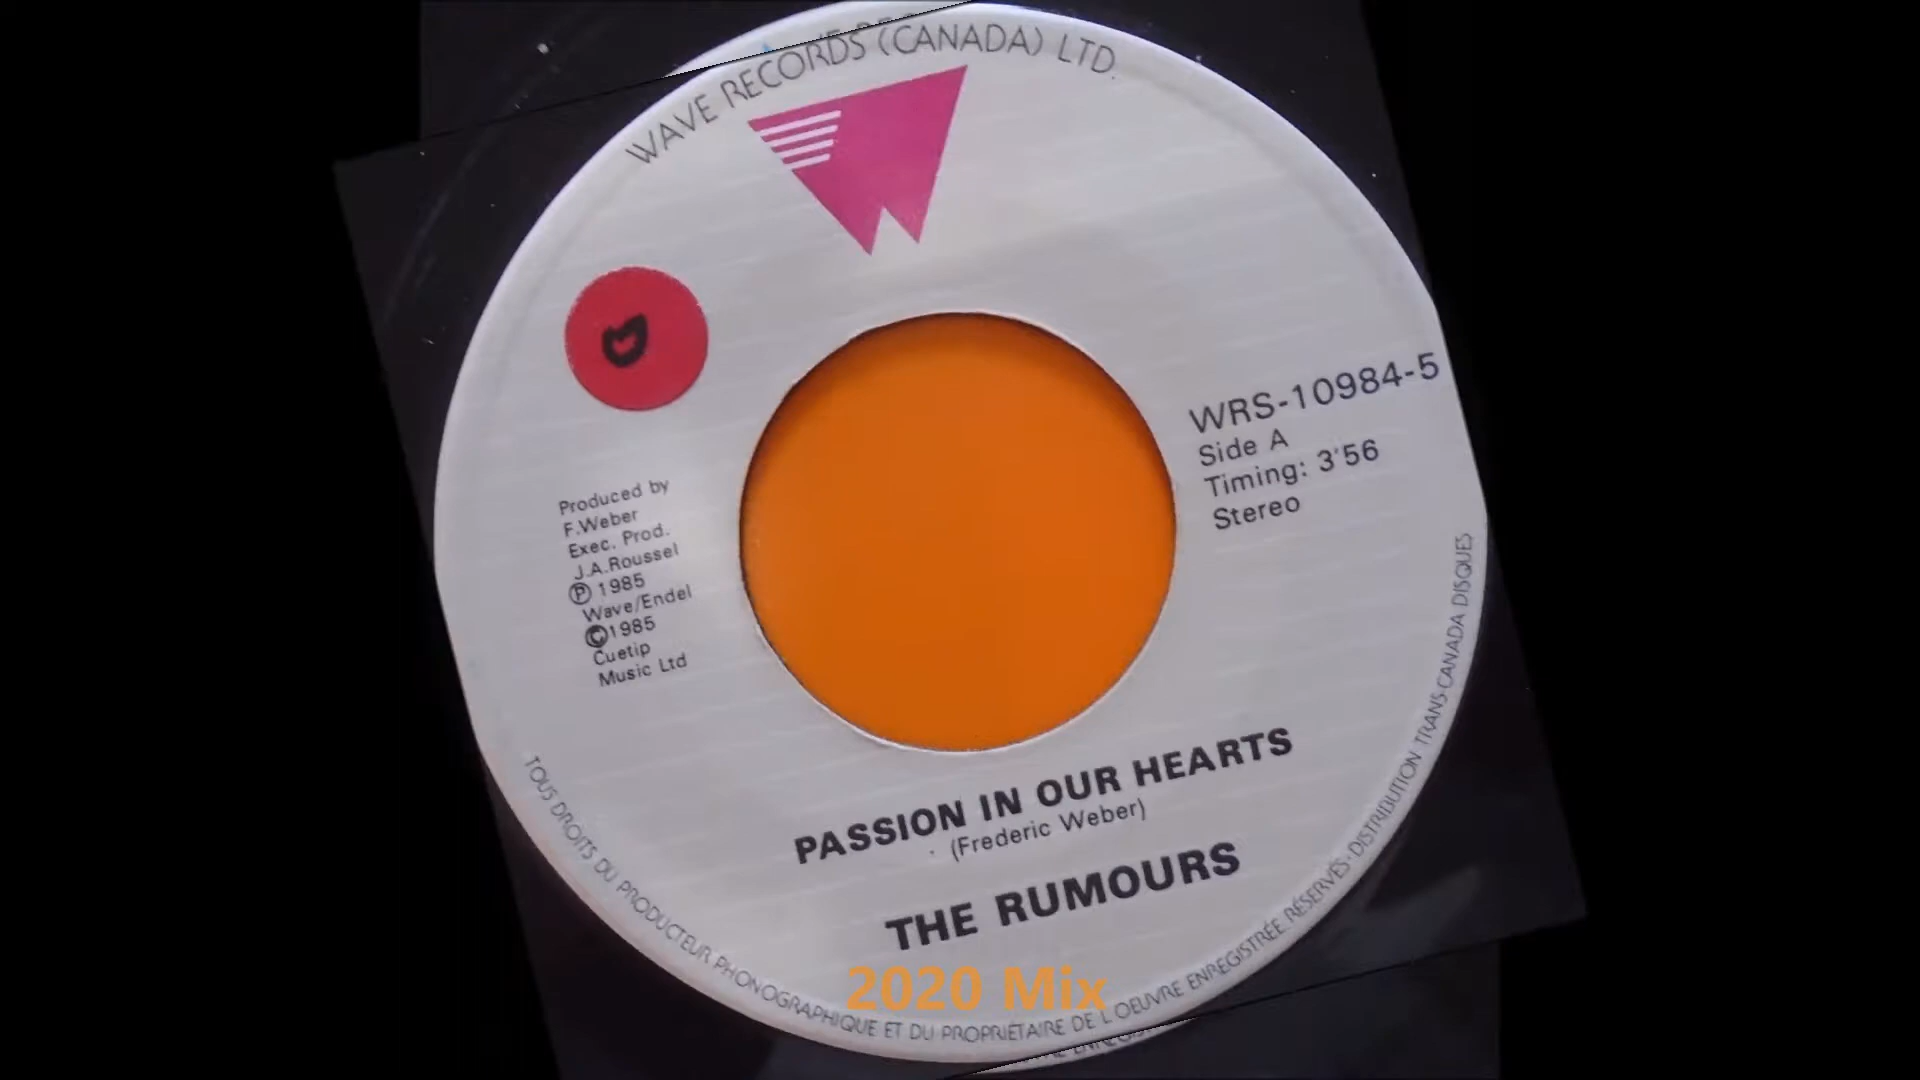 WAVE RECORDS (CANADA) LTD.
Produced by
F.Weber
Exec. Prod.
J.A.Roussel
Ⓟ 1985
Wave/Endel
©1985
Cuetip
Music Ltd
WRS-10984-5
Side A
Timing: 3'56
Stereo
PASSION IN OUR HEARTS
(Frederic Weber)
THE RUMOURS
2020 Mix
TOUS DROITS DU PRODUCTEUR PHONOGRAPHIQUE ET DU PROPRIÉTAIRE DE L'OEUVRE ENREGISTRÉE RÉSERVÉS · DISTRIBUTION TRANS-CANADA DISQUES